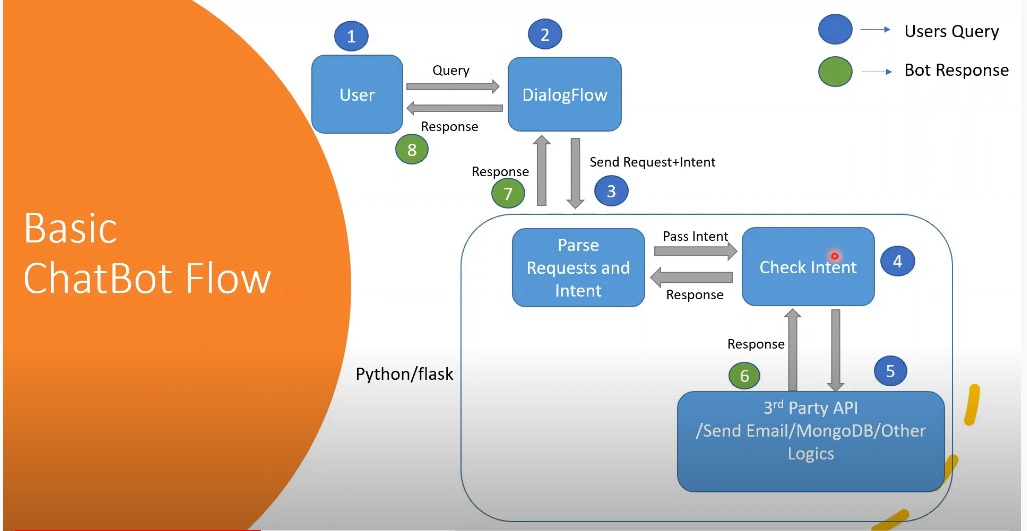 1
2
Users Query
Query
User
DialogFlow
Bot Response
Response
8
Send Request+Intent
Response
7
3
Basic
ChatBot Flow
Parse
Requests and
Intent
Pass Intent
Check Intent
4
Response
Response
Python/flask
6
5
3rd Party API
/Send Email/MongoDB/Other
Logics